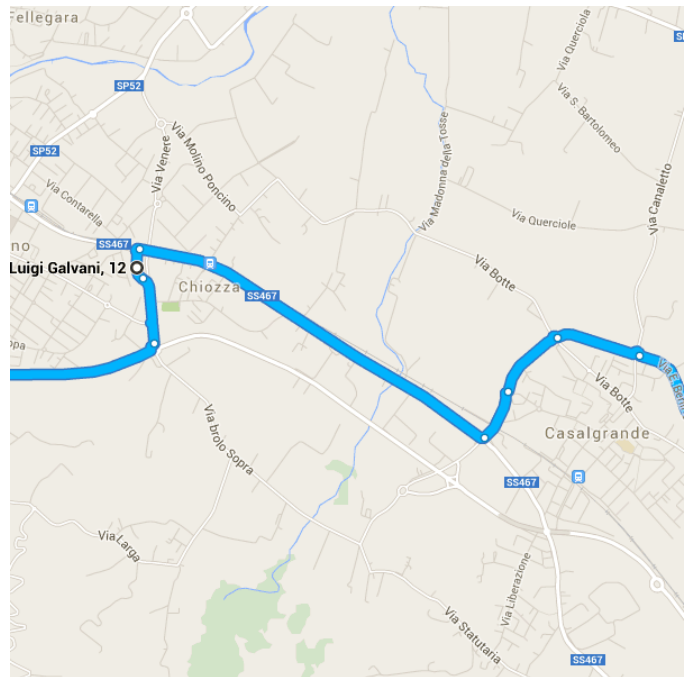 Fellegara
Via Querciola
SP52
Via S. Bartolomeo
Via Molino Poncino
Via Madonna della Tosse
SP52
Via Venere
Via Contarella
Via Canaletto
Via Querciole
SS467
Luigi Galvani, 12
Via Botte
Chiozza
SS467
Via Botte
Casalgrande
Via brolo Sopra
SS467
Via Larga
Via Liberazione
Via Statutaria
SS467